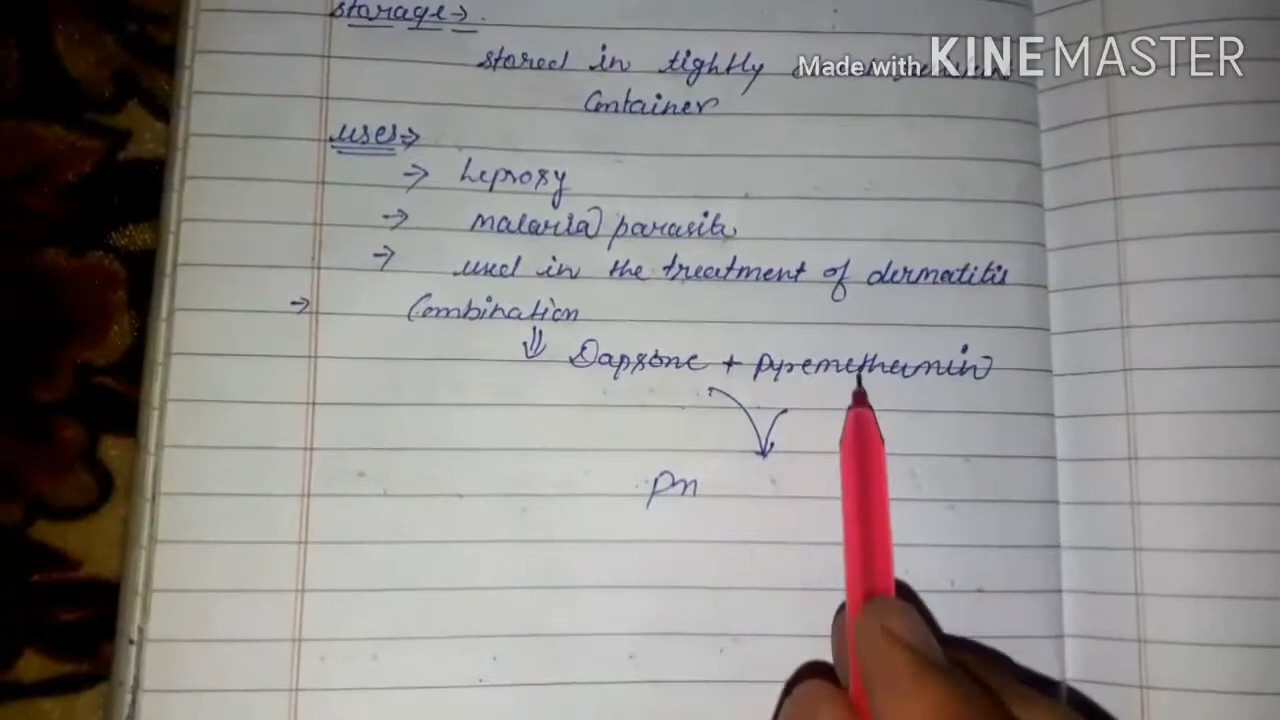 storage→
stored in tightly
Made with KINEMASTER
Container
uses⇒
→ Leprosy
→ malaria parasite
→ used in the treatment of dermatitis
→ Combination
⇓ Dapsone + pyremethamin
pn